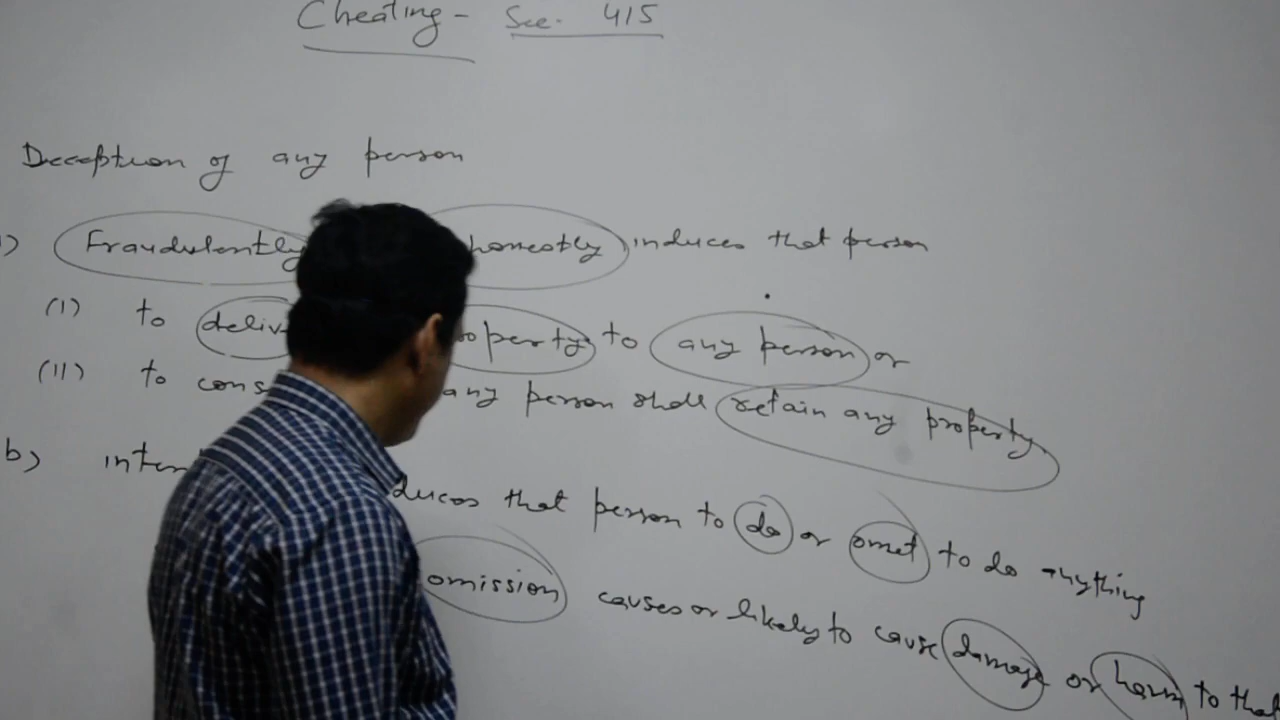 Cheating - Sec. 415
Deception of any person
) Fraudulently honestly induces that person
(I) to deliv operty to any person or
(II) to cons any person shall retain any property
b) inten duces that person to do or omet to do anything
omission causes or likely to cause damage or harm to that